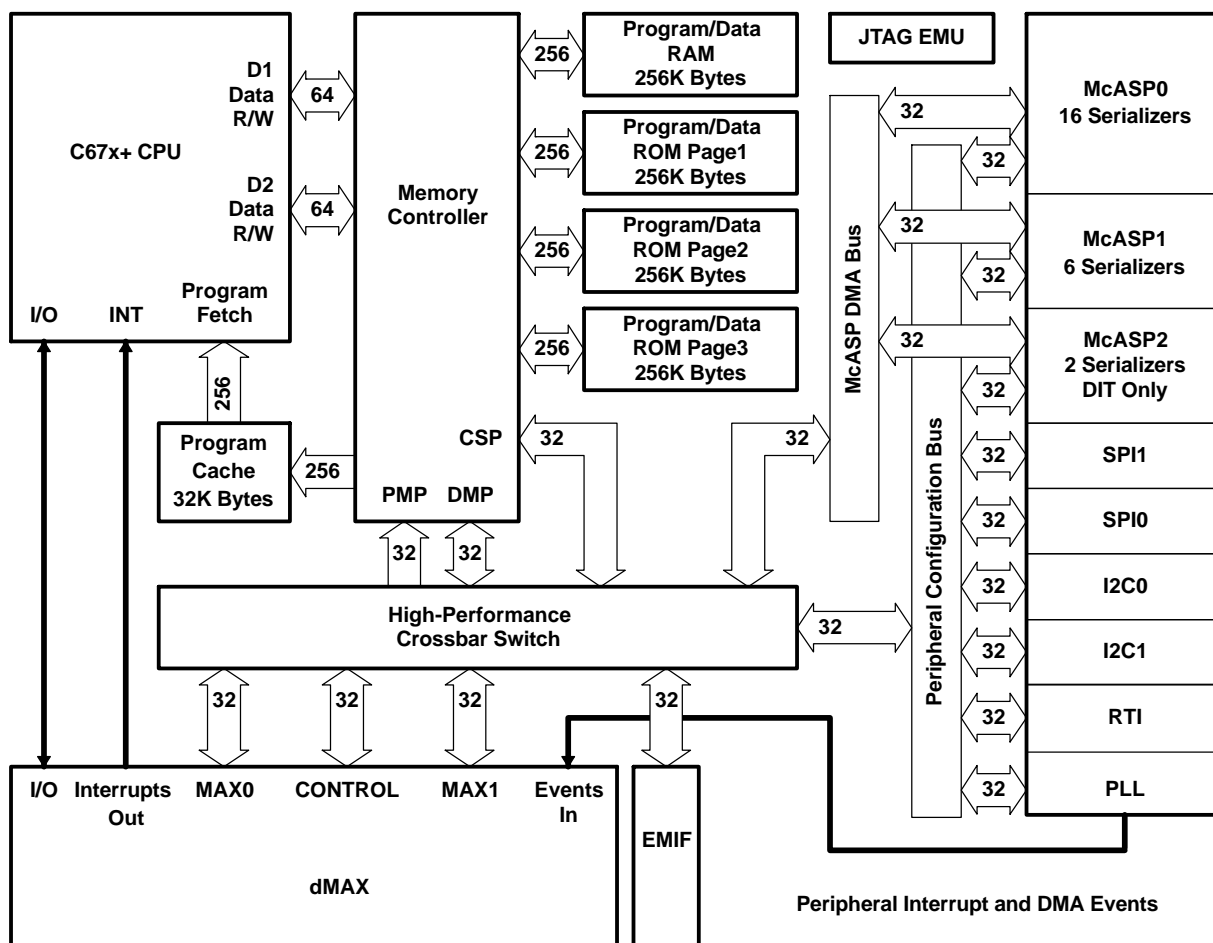 D1
Data
R/W
64
C67x+ CPU
D2
Data
R/W
64
I/O
INT
Program
Fetch
256
Program
Cache
32K Bytes
256
Memory
Controller
CSP
32
PMP
DMP
32
32
256
Program/Data
RAM
256K Bytes
256
Program/Data
ROM Page1
256K Bytes
256
Program/Data
ROM Page2
256K Bytes
256
Program/Data
ROM Page3
256K Bytes
JTAG EMU
McASP DMA Bus
32
Peripheral Configuration Bus
32
32
32
McASP0
16 Serializers
32
32
McASP1
6 Serializers
32
32
McASP2
2 Serializers
DIT Only
32
SPI1
32
SPI0
32
I2C0
32
I2C1
32
RTI
32
PLL
High-Performance
Crossbar Switch
32
32
32
32
I/O
Interrupts
Out
MAX0
CONTROL
MAX1
Events
In
dMAX
EMIF
Peripheral Interrupt and DMA Events